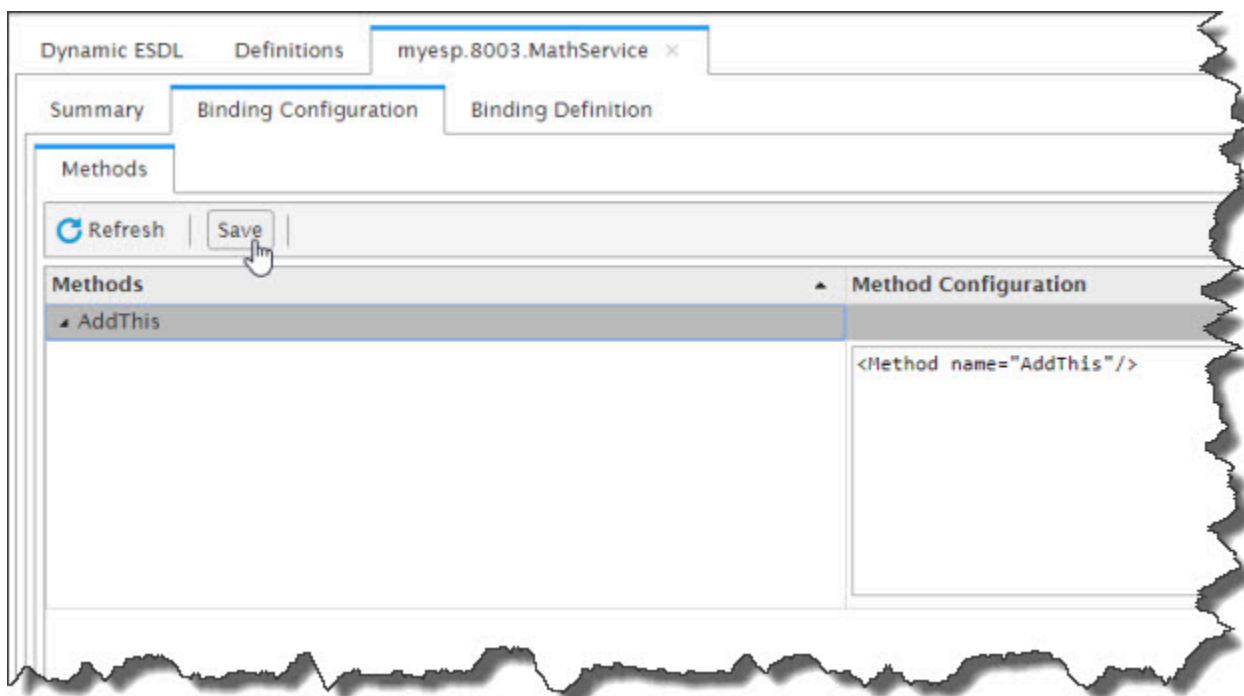 Dynamic ESDL Definitions myesp.8003.MathService ×
Summary Binding Configuration Binding Definition
Methods
Refresh Save
Methods Method Configuration
AddThis
<Method name="AddThis"/>